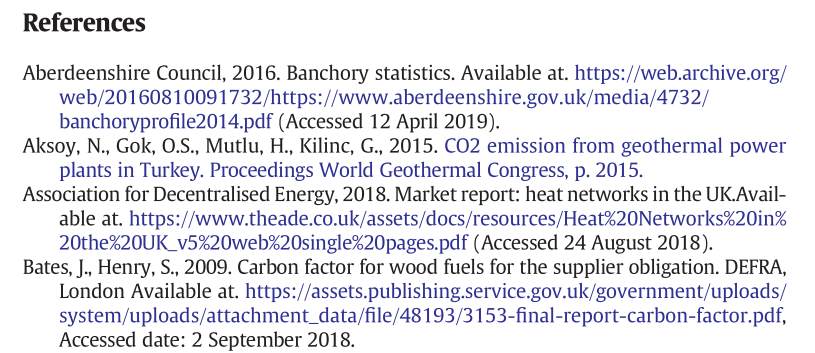 References
Aberdeenshire Council, 2016. Banchory statistics. Available at. https://web.archive.org/
web/20160810091732/https://www.aberdeenshire.gov.uk/media/4732/
banchoryprofile2014.pdf (Accessed 12 April 2019).
Aksoy, N., Gok, O.S., Mutlu, H., Kilinc, G., 2015. CO2 emission from geothermal power
plants in Turkey. Proceedings World Geothermal Congress, p. 2015.
Association for Decentralised Energy, 2018. Market report: heat networks in the UK.Avail-
able at. https://www.theade.co.uk/assets/docs/resources/Heat%20Networks%20in%
20the%20UK_v5%20web%20single%20pages.pdf (Accessed 24 August 2018).
Bates, J., Henry, S., 2009. Carbon factor for wood fuels for the supplier obligation. DEFRA,
London Available at. https://assets.publishing.service.gov.uk/government/uploads/
system/uploads/attachment_data/file/48193/3153-final-report-carbon-factor.pdf,
Accessed date: 2 September 2018.